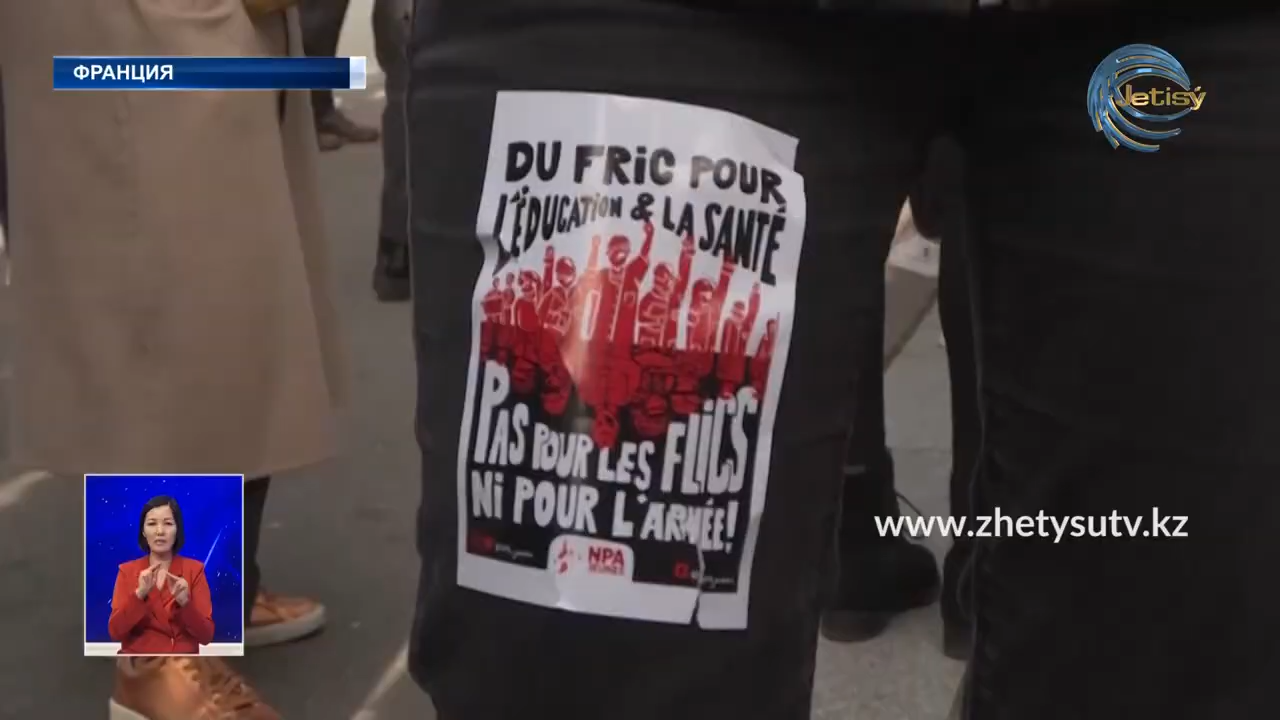 ФРАНЦИЯ
Jetisý
DU FRiC POUR
L'ÉDUCATiON & LA SANTÉ
PAS POUR LES FLiCS
Ni POUR L'ARMÉE!
NPA
JEUNES
www.zhetysutv.kz